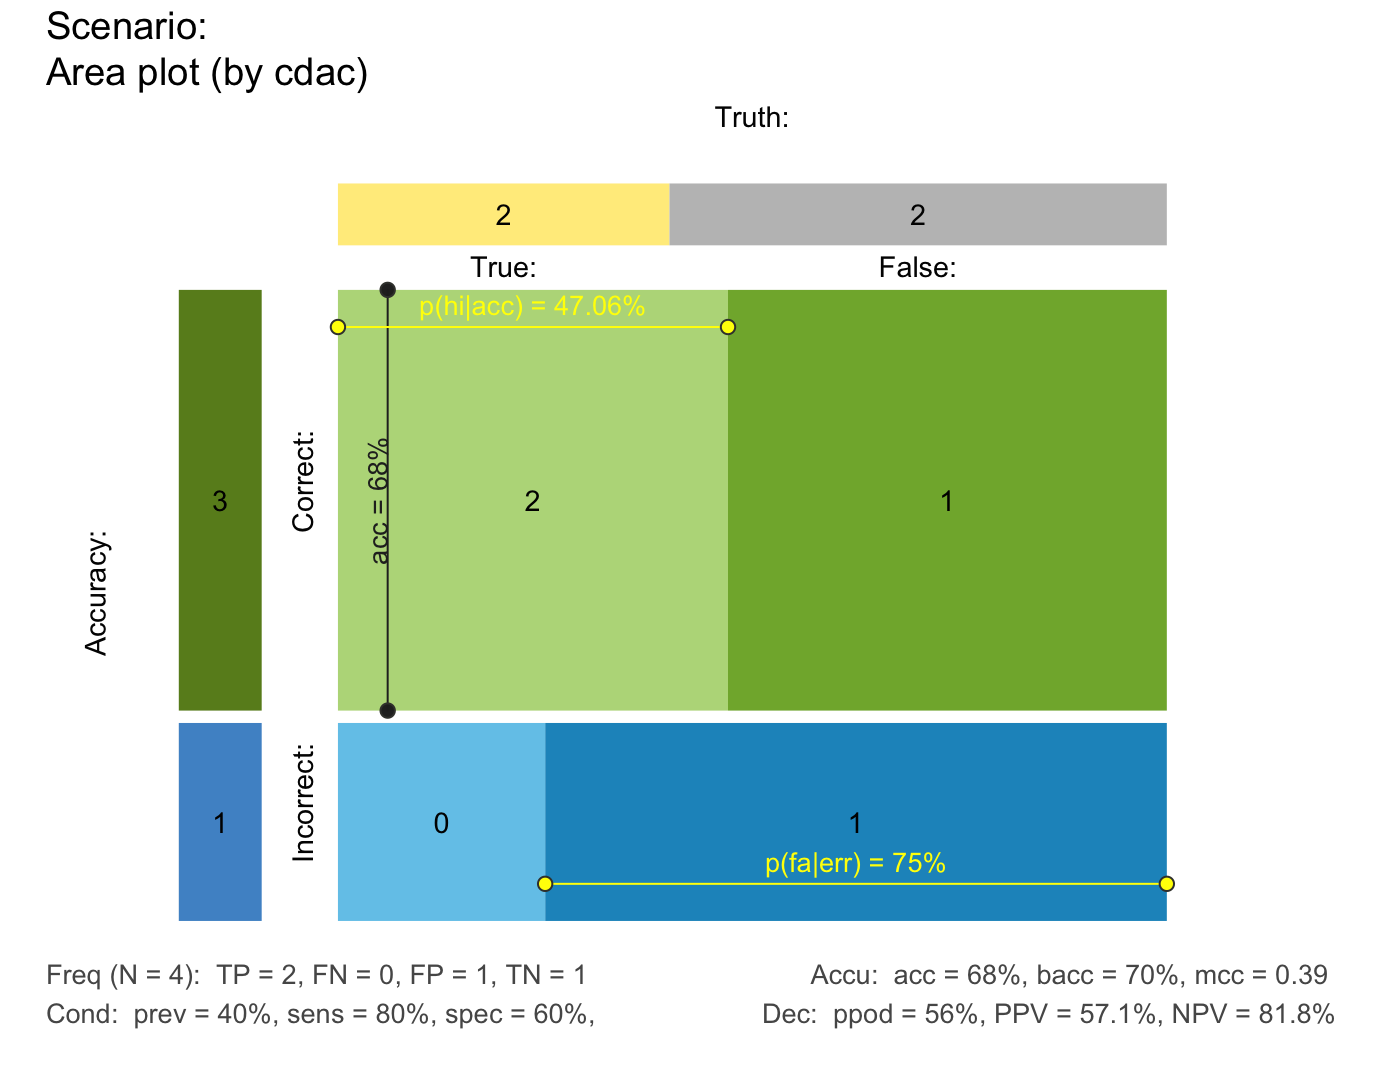 Scenario:
Area plot (by cdac)
Truth:
2
2
True:
False:
p(hi|acc) = 47.06%
Accuracy:
3
Correct:
acc = 68%
2
1
1
Incorrect:
0
1
p(fa|err) = 75%
Freq (N = 4):  TP = 2, FN = 0, FP = 1, TN = 1
Accu:  acc = 68%, bacc = 70%, mcc = 0.39
Cond:  prev = 40%, sens = 80%, spec = 60%,
Dec:  ppod = 56%, PPV = 57.1%, NPV = 81.8%